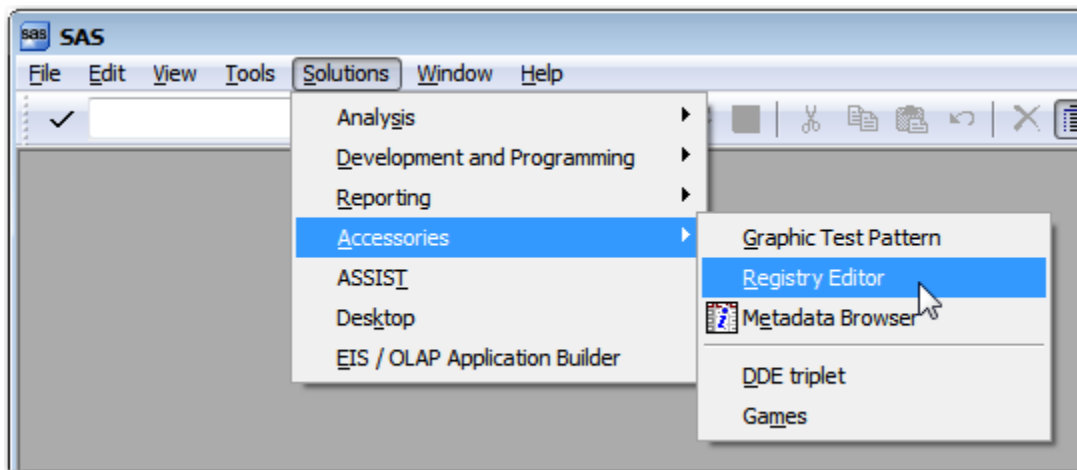 sas SAS
File Edit View Tools Solutions Window Help
Analysis
Development and Programming
Reporting
Accessories
ASSIST
Desktop
EIS / OLAP Application Builder
Graphic Test Pattern
Registry Editor
Metadata Browser
DDE triplet
Games